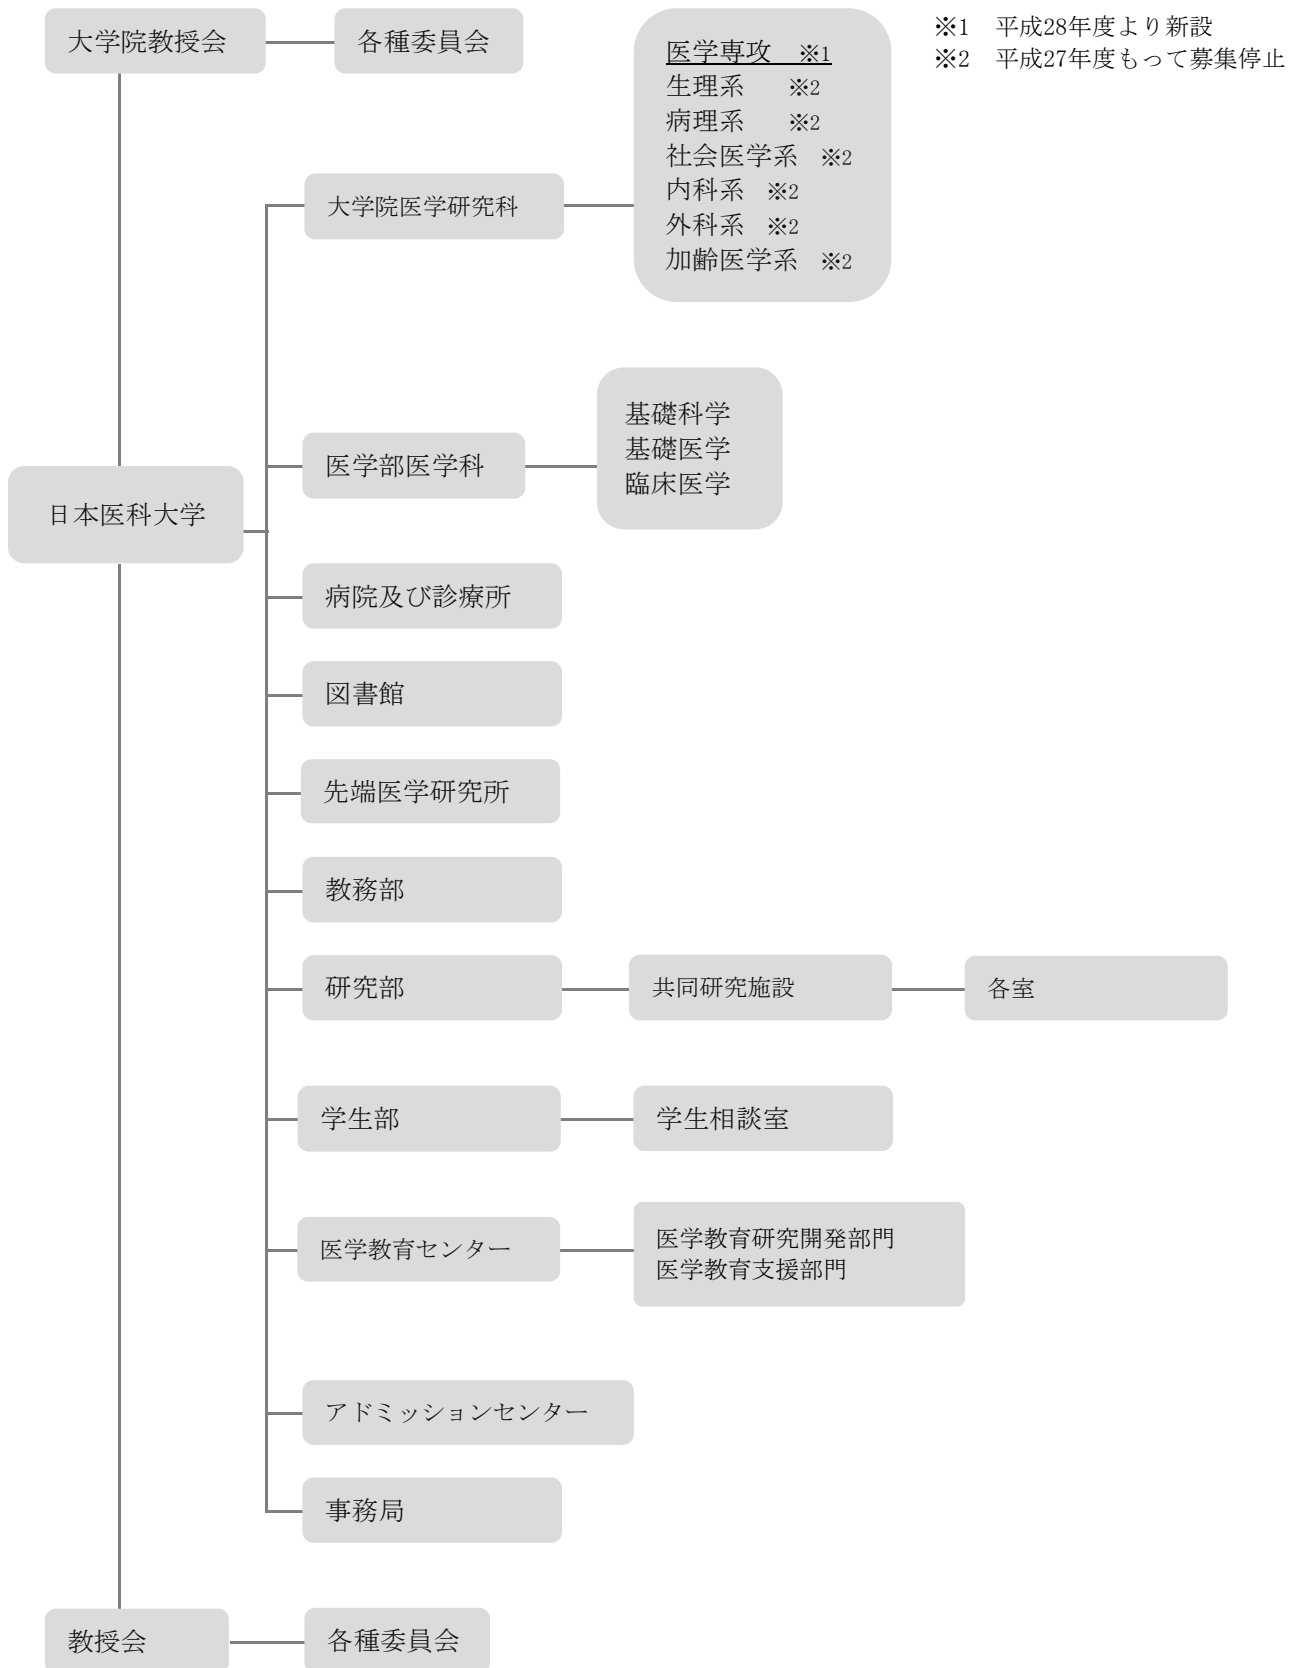 大学院教授会
各種委員会
※1　平成28年度より新設
※2　平成27年度もって募集停止
医学専攻　※1
生理系　※2
病理系　※2
社会医学系　※2
内科系　※2
外科系　※2
加齢医学系　※2
大学院医学研究科
基礎科学
基礎医学
臨床医学
医学部医学科
日本医科大学
病院及び診療所
図書館
先端医学研究所
教務部
研究部
共同研究施設
各室
学生部
学生相談室
医学教育センター
医学教育研究開発部門
医学教育支援部門
アドミッションセンター
事務局
教授会
各種委員会